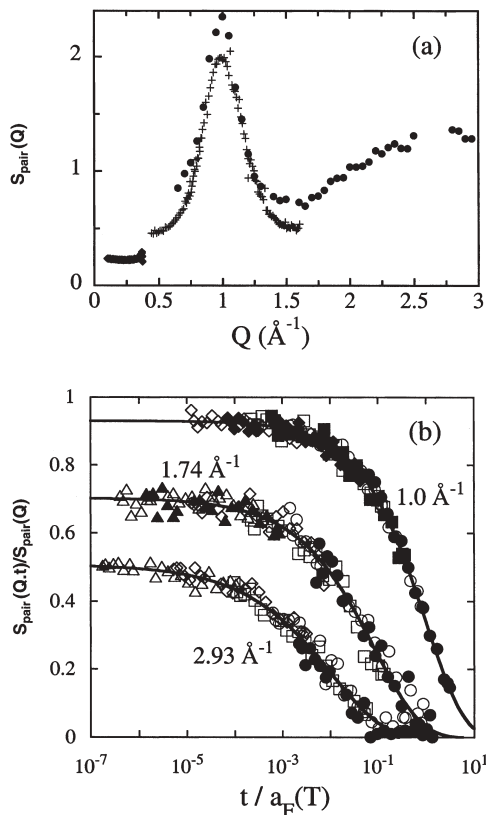 (a)
S_pair(Q)
2
1
0
0 0.5 1 1.5 2 2.5 3
Q (Å⁻¹)
(b)
S_pair(Q.t)/S_pair(Q)
1
0.8
0.6
0.4
0.2
0
1.74 Å⁻¹
1.0 Å⁻¹
2.93 Å⁻¹
10⁻⁷ 10⁻⁵ 10⁻³ 10⁻¹ 10¹
t / a_E(T)